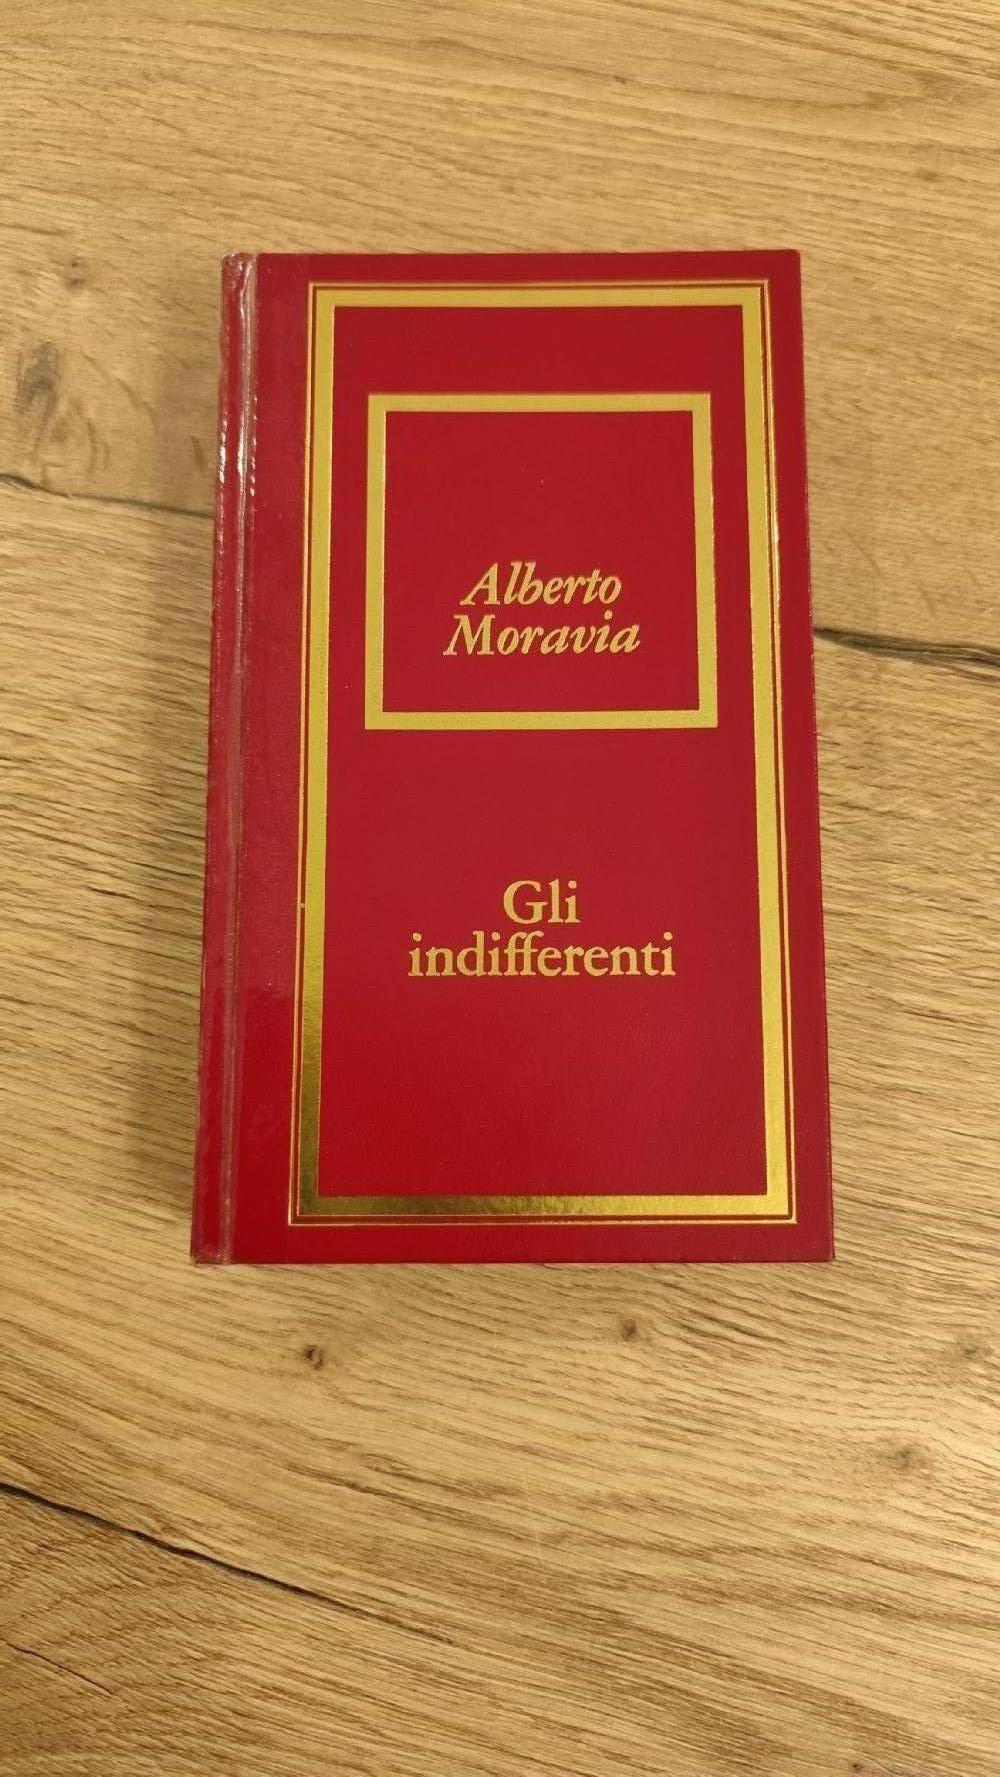 Alberto
Moravia
Gli
indifferenti